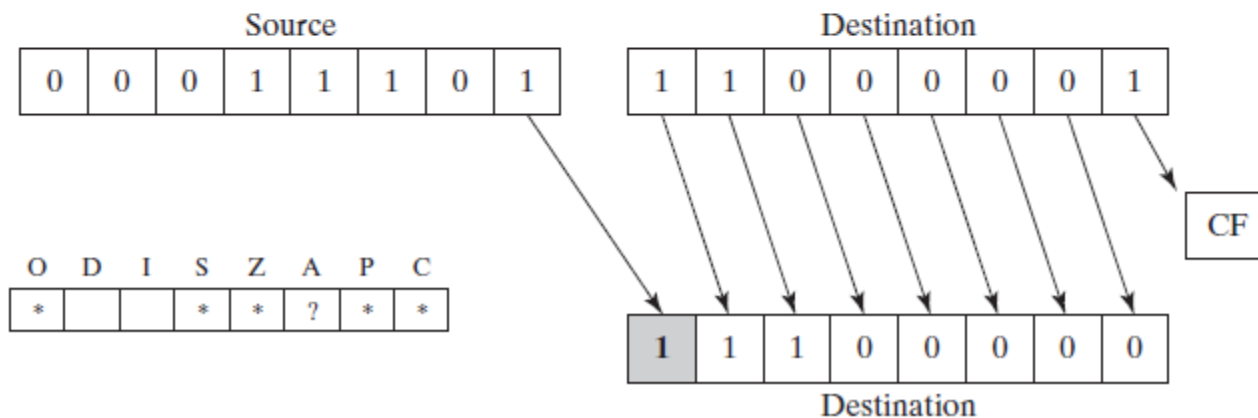 Source Destination
0 0 0 1 1 1 0 1 1 1 0 0 0 0 0 1
CF
O D I S Z A P C
* * * ? * *
1 1 1 0 0 0 0 0
Destination